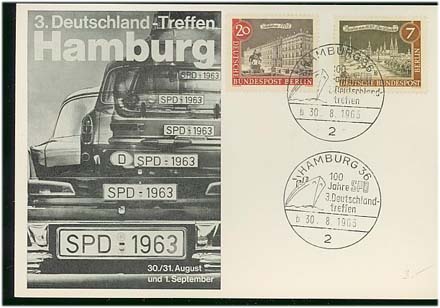 3. Deutschland-Treffen
Hamburg
SPD-1963
SPD-1963
SPD-1963
D SPD-1963
SPD-1963
SPD - 1963
30/31. August
und 1. September
20
DEUTSCHE BUNDESPOST BERLIN
7
DEUTSCHE BUNDESPOST BERLIN
HAMBURG 36
100
Jahre SPD
3. Deutschland-
treffen
b 30. 8. 1963
2
HAMBURG 36
100
Jahre SPD
3. Deutschland-
treffen
b 30. 8. 1963
2